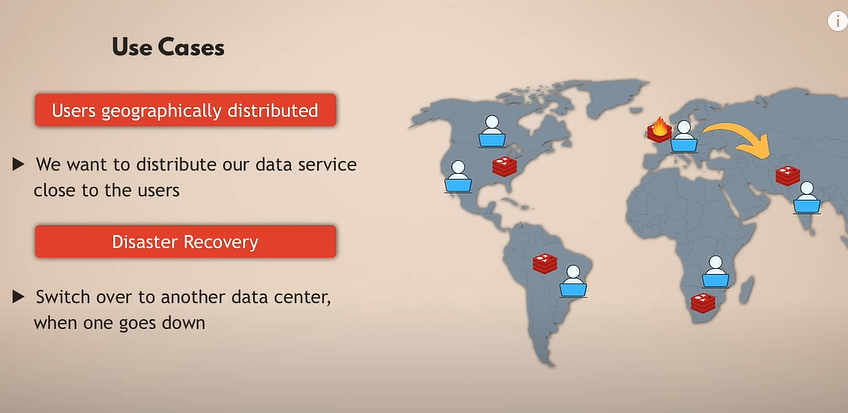 Use Cases
Users geographically distributed
We want to distribute our data service
close to the users
Disaster Recovery
Switch over to another data center,
when one goes down
i